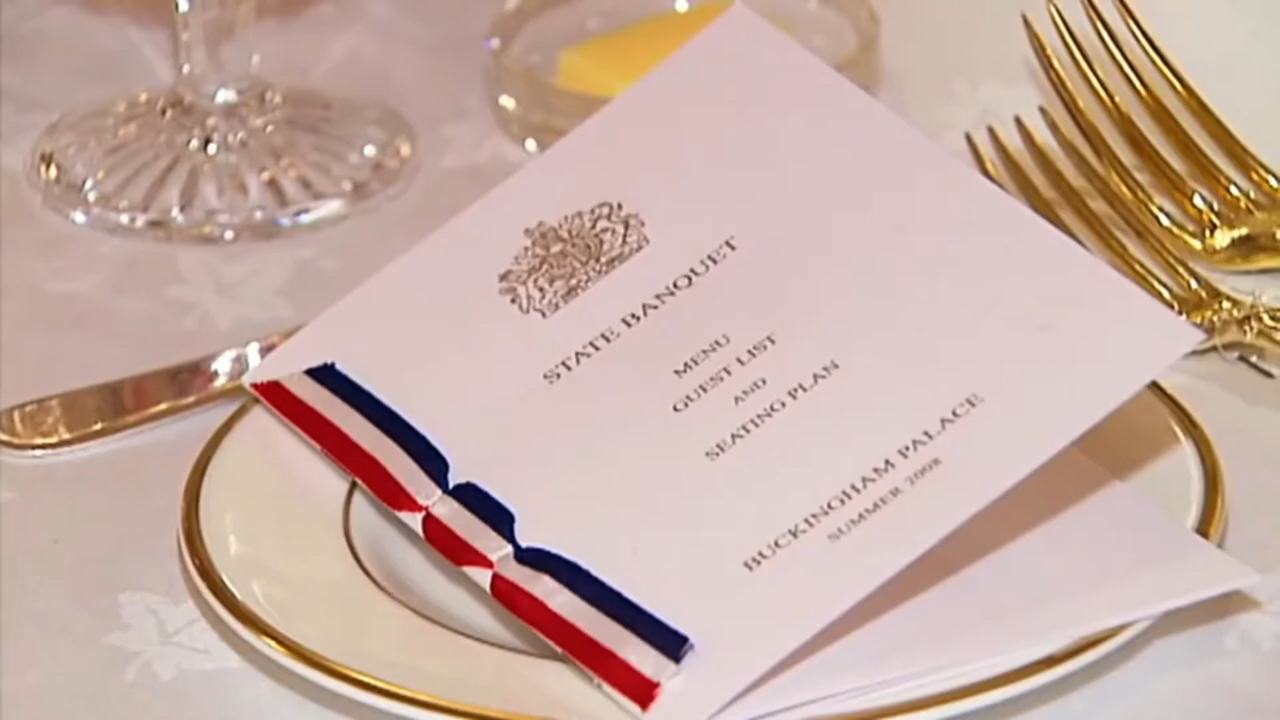 STATE BANQUET
MENU
GUEST LIST
AND
SEATING PLAN
BUCKINGHAM PALACE
SUMMER 2008